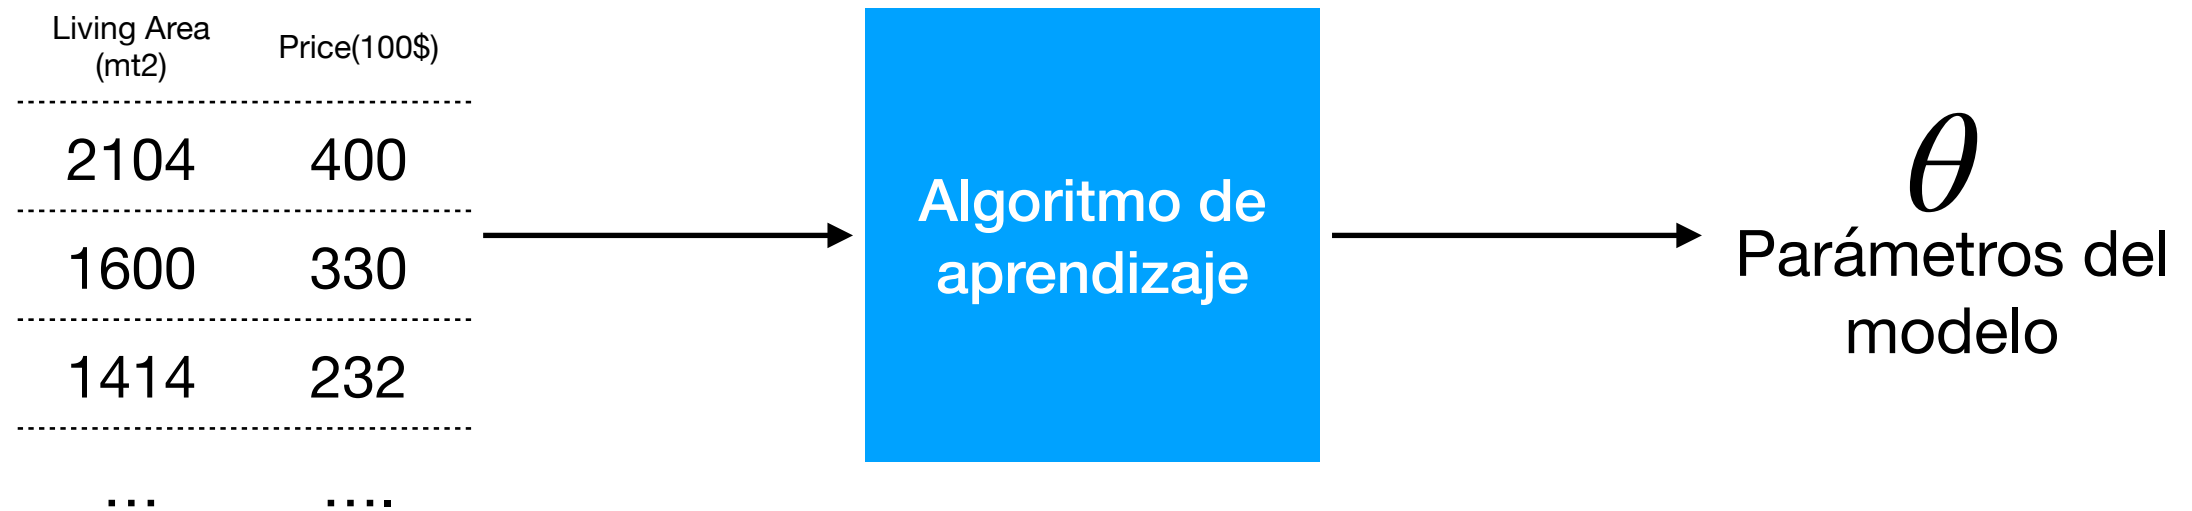 Living Area
(mt2)
Price(100$)
2104 400
1600 330
1414 232
... ....
Algoritmo de
aprendizaje
θ
Parámetros del
modelo